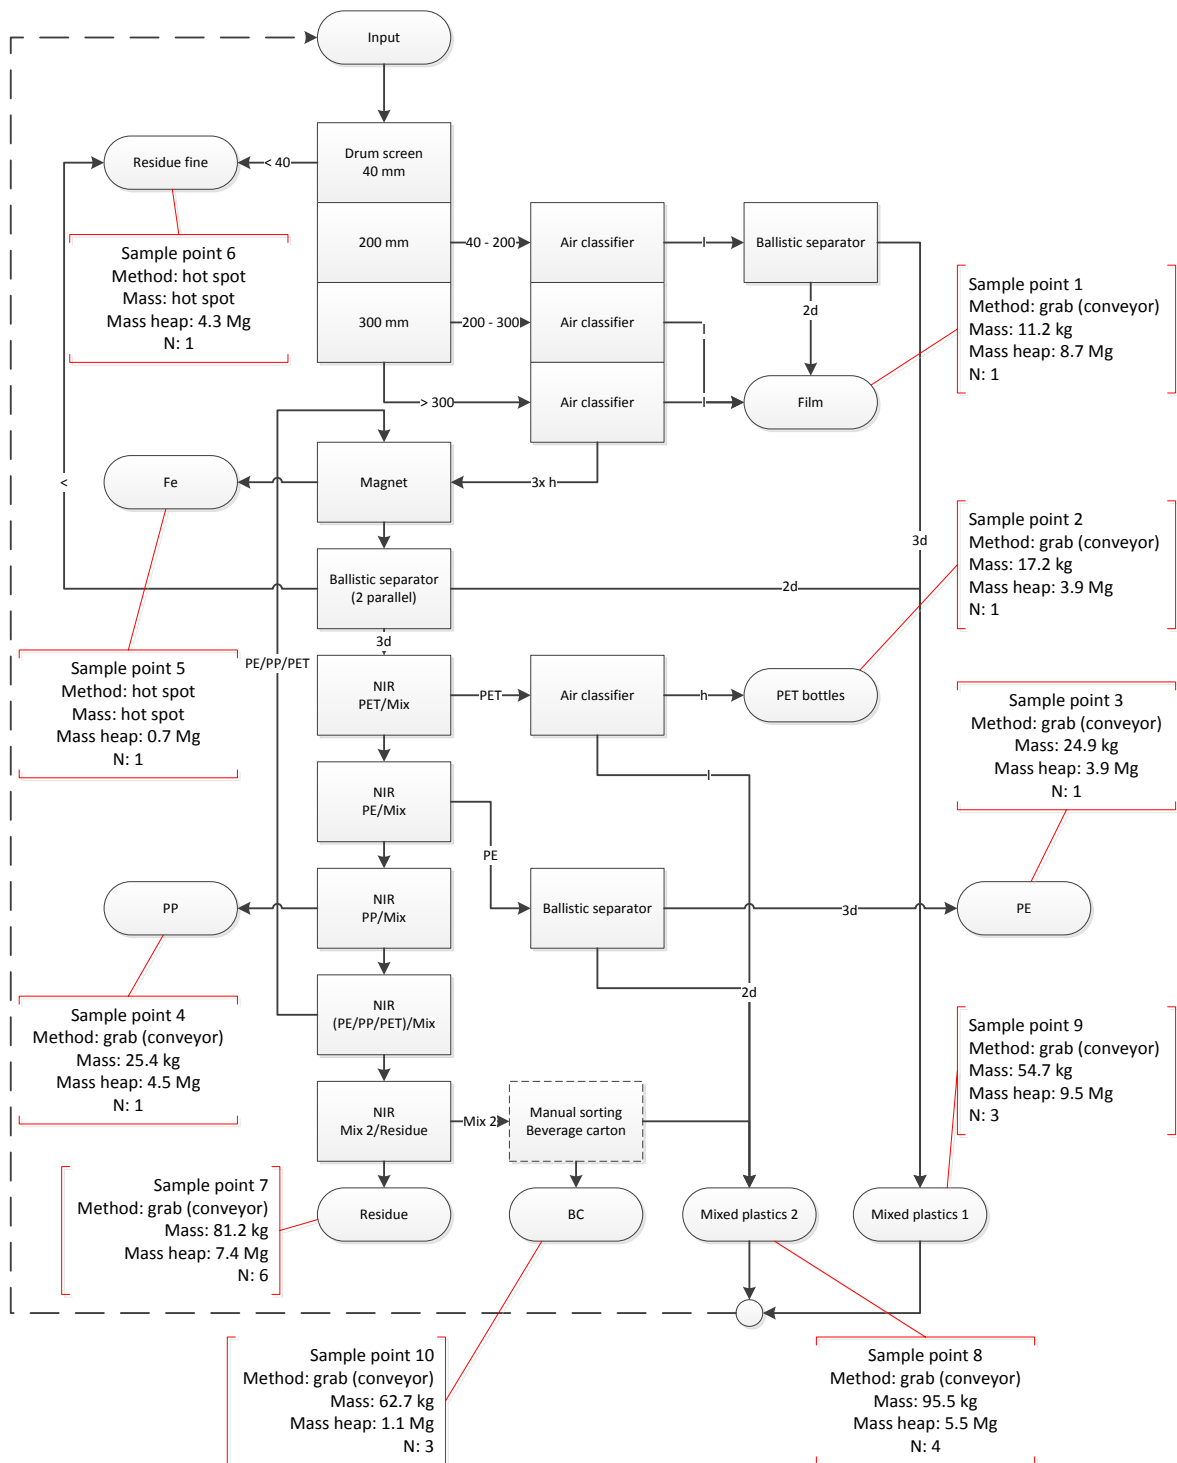 Input
Drum screen
40 mm
< 40
Residue fine
Sample point 6
Method: hot spot
Mass: hot spot
Mass heap: 4.3 Mg
N: 1
200 mm
40 - 200
Air classifier
l
Ballistic separator
2d
Sample point 1
Method: grab (conveyor)
Mass: 11.2 kg
Mass heap: 8.7 Mg
N: 1
300 mm
200 - 300
Air classifier
l
> 300
Air classifier
l
Film
Fe
Magnet
3x h
<
3d
Sample point 2
Method: grab (conveyor)
Mass: 17.2 kg
Mass heap: 3.9 Mg
N: 1
Ballistic separator
(2 parallel)
2d
3d
Sample point 5
Method: hot spot
Mass: hot spot
Mass heap: 0.7 Mg
N: 1
PE/PP/PET
NIR
PET/Mix
PET
Air classifier
h
PET bottles
l
Sample point 3
Method: grab (conveyor)
Mass: 24.9 kg
Mass heap: 3.9 Mg
N: 1
NIR
PE/Mix
PE
PP
NIR
PP/Mix
Ballistic separator
3d
PE
2d
Sample point 4
Method: grab (conveyor)
Mass: 25.4 kg
Mass heap: 4.5 Mg
N: 1
NIR
(PE/PP/PET)/Mix
Sample point 9
Method: grab (conveyor)
Mass: 54.7 kg
Mass heap: 9.5 Mg
N: 3
NIR
Mix 2/Residue
Mix 2
Manual sorting
Beverage carton
Sample point 7
Method: grab (conveyor)
Mass: 81.2 kg
Mass heap: 7.4 Mg
N: 6
Residue
BC
Mixed plastics 2
Mixed plastics 1
Sample point 10
Method: grab (conveyor)
Mass: 62.7 kg
Mass heap: 1.1 Mg
N: 3
Sample point 8
Method: grab (conveyor)
Mass: 95.5 kg
Mass heap: 5.5 Mg
N: 4